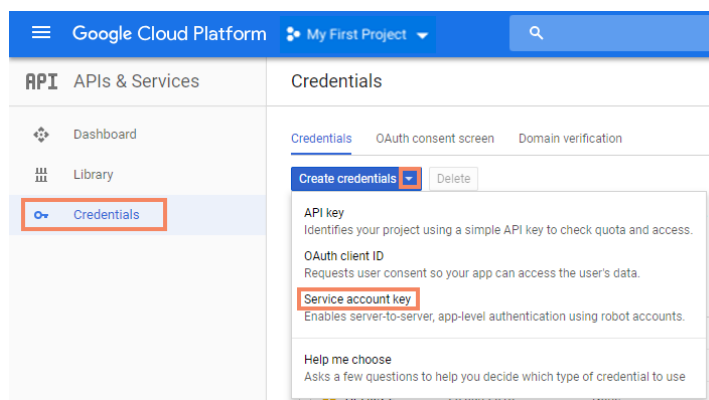 Google Cloud Platform
My First Project
API APIs & Services
Credentials
Dashboard
Library
Credentials
Credentials OAuth consent screen Domain verification
Create credentials Delete
API key
Identifies your project using a simple API key to check quota and access.
OAuth client ID
Requests user consent so your app can access the user's data.
Service account key
Enables server-to-server, app-level authentication using robot accounts.
Help me choose
Asks a few questions to help you decide which type of credential to use